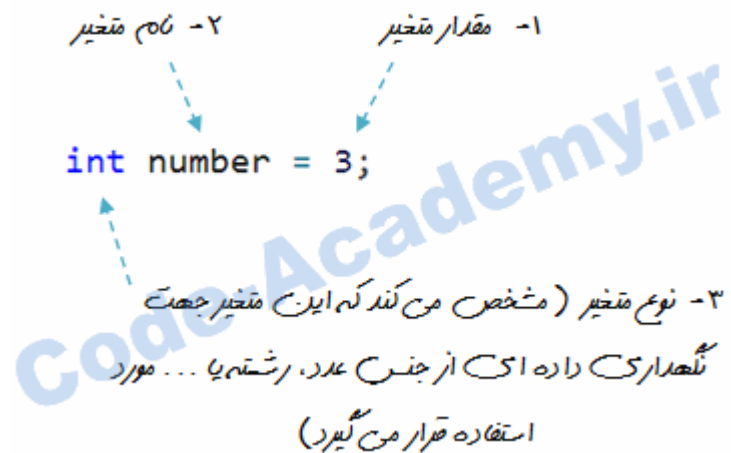 ۱- مقدار متغیر
۲- نام متغیر
int number = 3;
۳- نوع متغیر ( مشخص می کند که این متغیر جهت
نگهداری داده ای از جنس عدد، رشته یا ... مورد
استفاده قرار می گیرد)
Code-Academy.ir